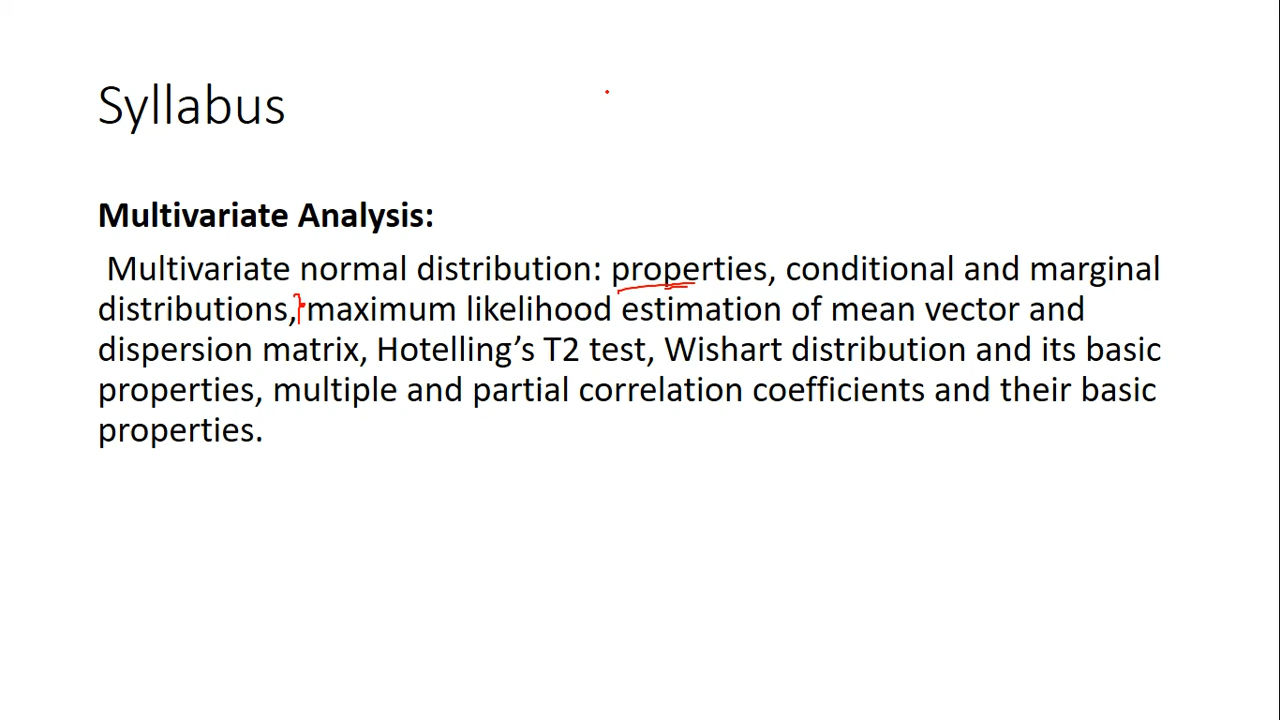 Syllabus
Multivariate Analysis:
Multivariate normal distribution: properties, conditional and marginal
distributions, maximum likelihood estimation of mean vector and
dispersion matrix, Hotelling’s T2 test, Wishart distribution and its basic
properties, multiple and partial correlation coefficients and their basic
properties.